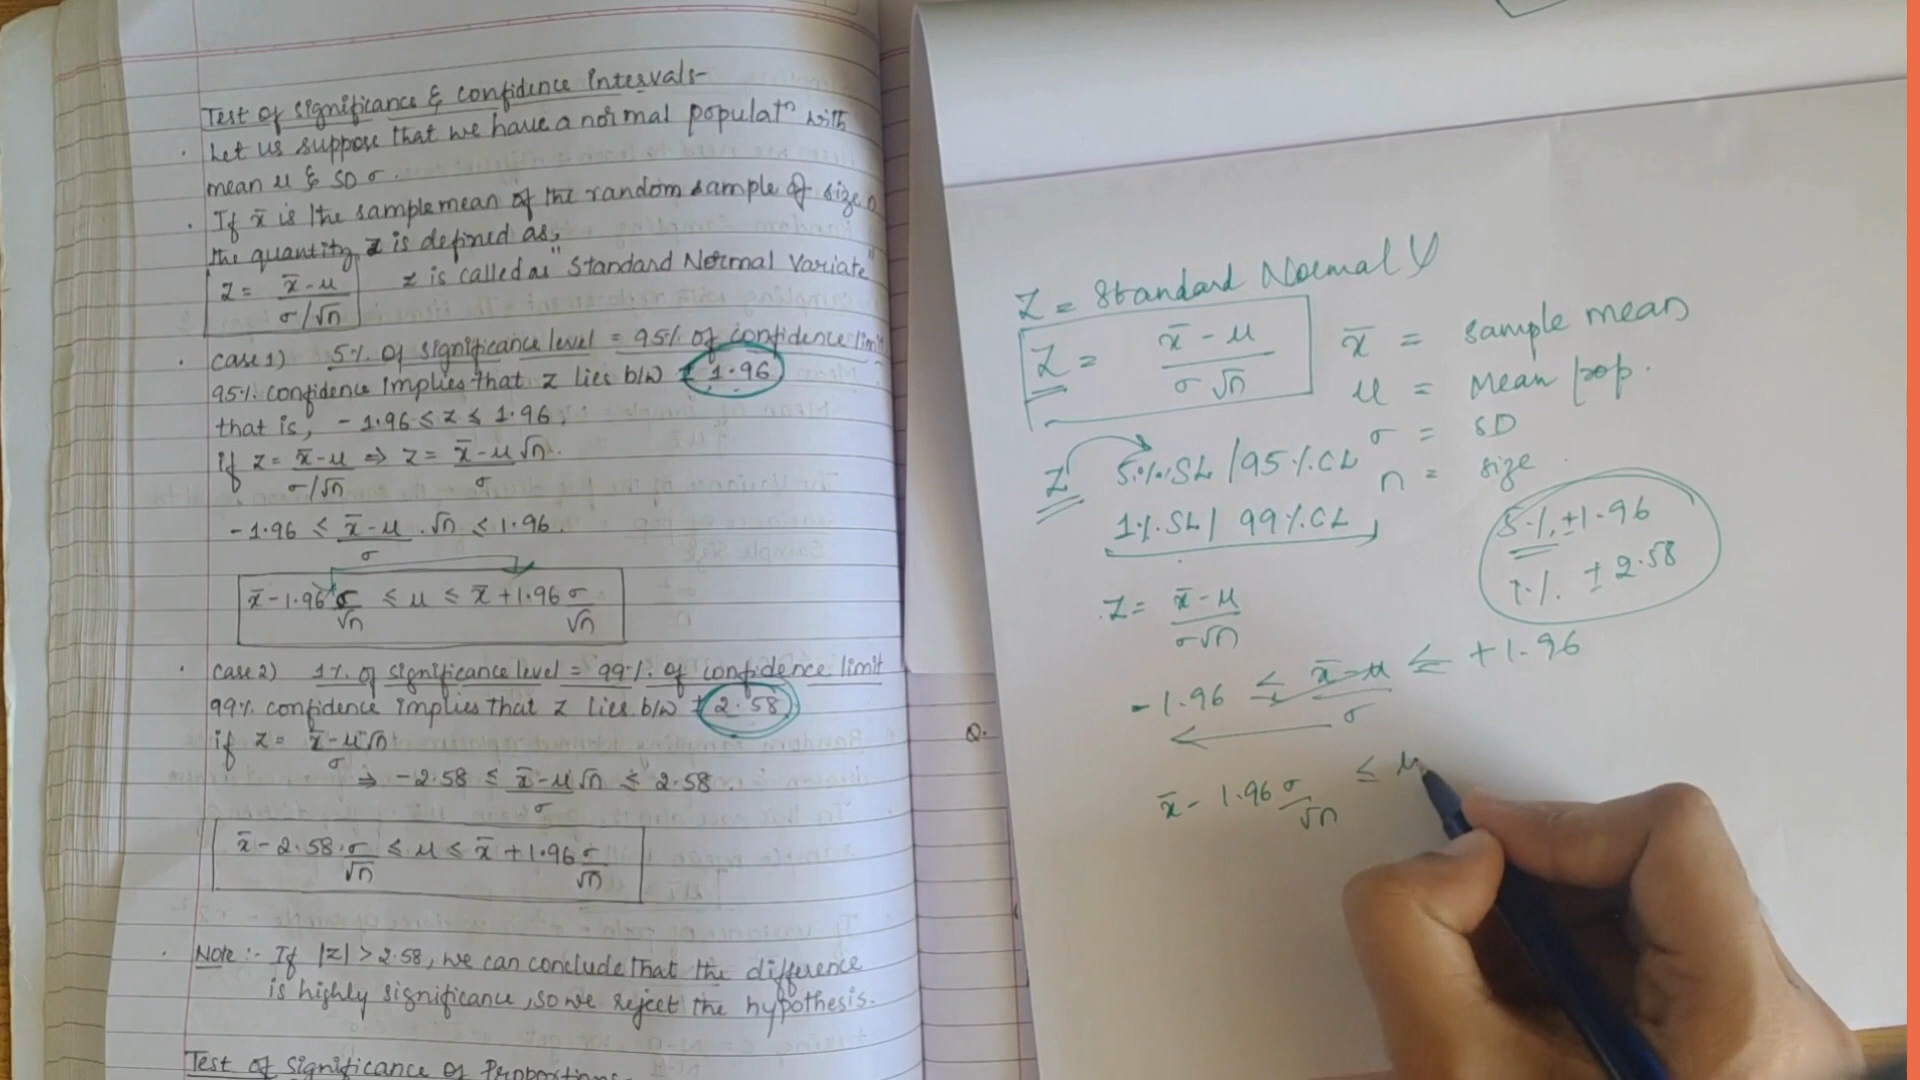 Test of significance & confidence Intervals-
. Let us suppose that we have a normal populatn with
mean μ & SD σ.
. If x̄ is the sample mean of the random sample of size n
the quantity z is defined as,
z = x̄-μ / σ/√n z is called as "Standard Normal Variate"
. case 1) 5% of significance level = 95% of confidence limit
95% confidence implies that z lies b/w ± 1.96
that is, -1.96 ≤ z ≤ 1.96,
if z = x̄-μ / σ/√n ⇒ z = x̄-μ √n / σ.
-1.96 ≤ x̄-μ / σ . √n ≤ 1.96.
x̄-1.96 σ/√n ≤ μ ≤ x̄+1.96 σ/√n
. case 2) 1% of significance level = 99% of confidence limit
99% confidence implies that z lies b/w ± 2.58
if z = x̄-μ √n / σ
⇒ -2.58 ≤ x̄-μ √n / σ ≤ 2.58.
x̄-2.58.σ/√n ≤ μ ≤ x̄+1.96 σ/√n
. Note :- If |z| > 2.58, we can conclude that the difference
is highly significance, so we reject the hypothesis.
Test of significance of Proportions
Q.
Z = Standard Normal V
Z = x̄-μ / σ√n
x̄ = sample mean
μ = Mean pop.
σ = SD
n = size
Z 5.%.SL / 95%.CL
1%.SL / 99%.CL
5%. ±1.96
1%. ±2.58
Z = x̄-μ / σ√n
-1.96 ≤ x̄-μ / σ ≤ +1.96
x̄- 1.96 σ/√n ≤ μ